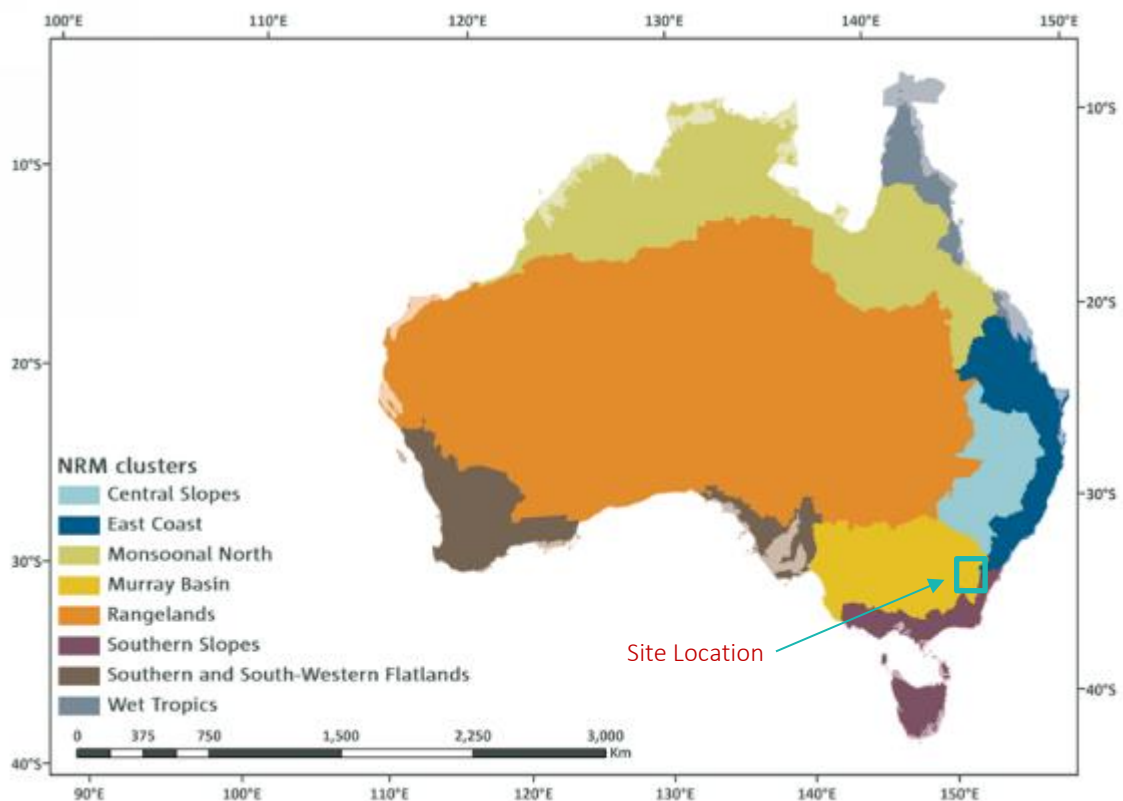 100°E 110°E 120°E 130°E 140°E 150°E
10°S 10°S
20°S 20°S
30°S 30°S
40°S 40°S
NRM clusters
Central Slopes
East Coast
Monsoonal North
Murray Basin
Rangelands
Southern Slopes
Southern and South-Western Flatlands
Wet Tropics
Site Location
0 375 750 1,500 2,250 3,000
Km
90°E 100°E 110°E 120°E 130°E 140°E 150°E